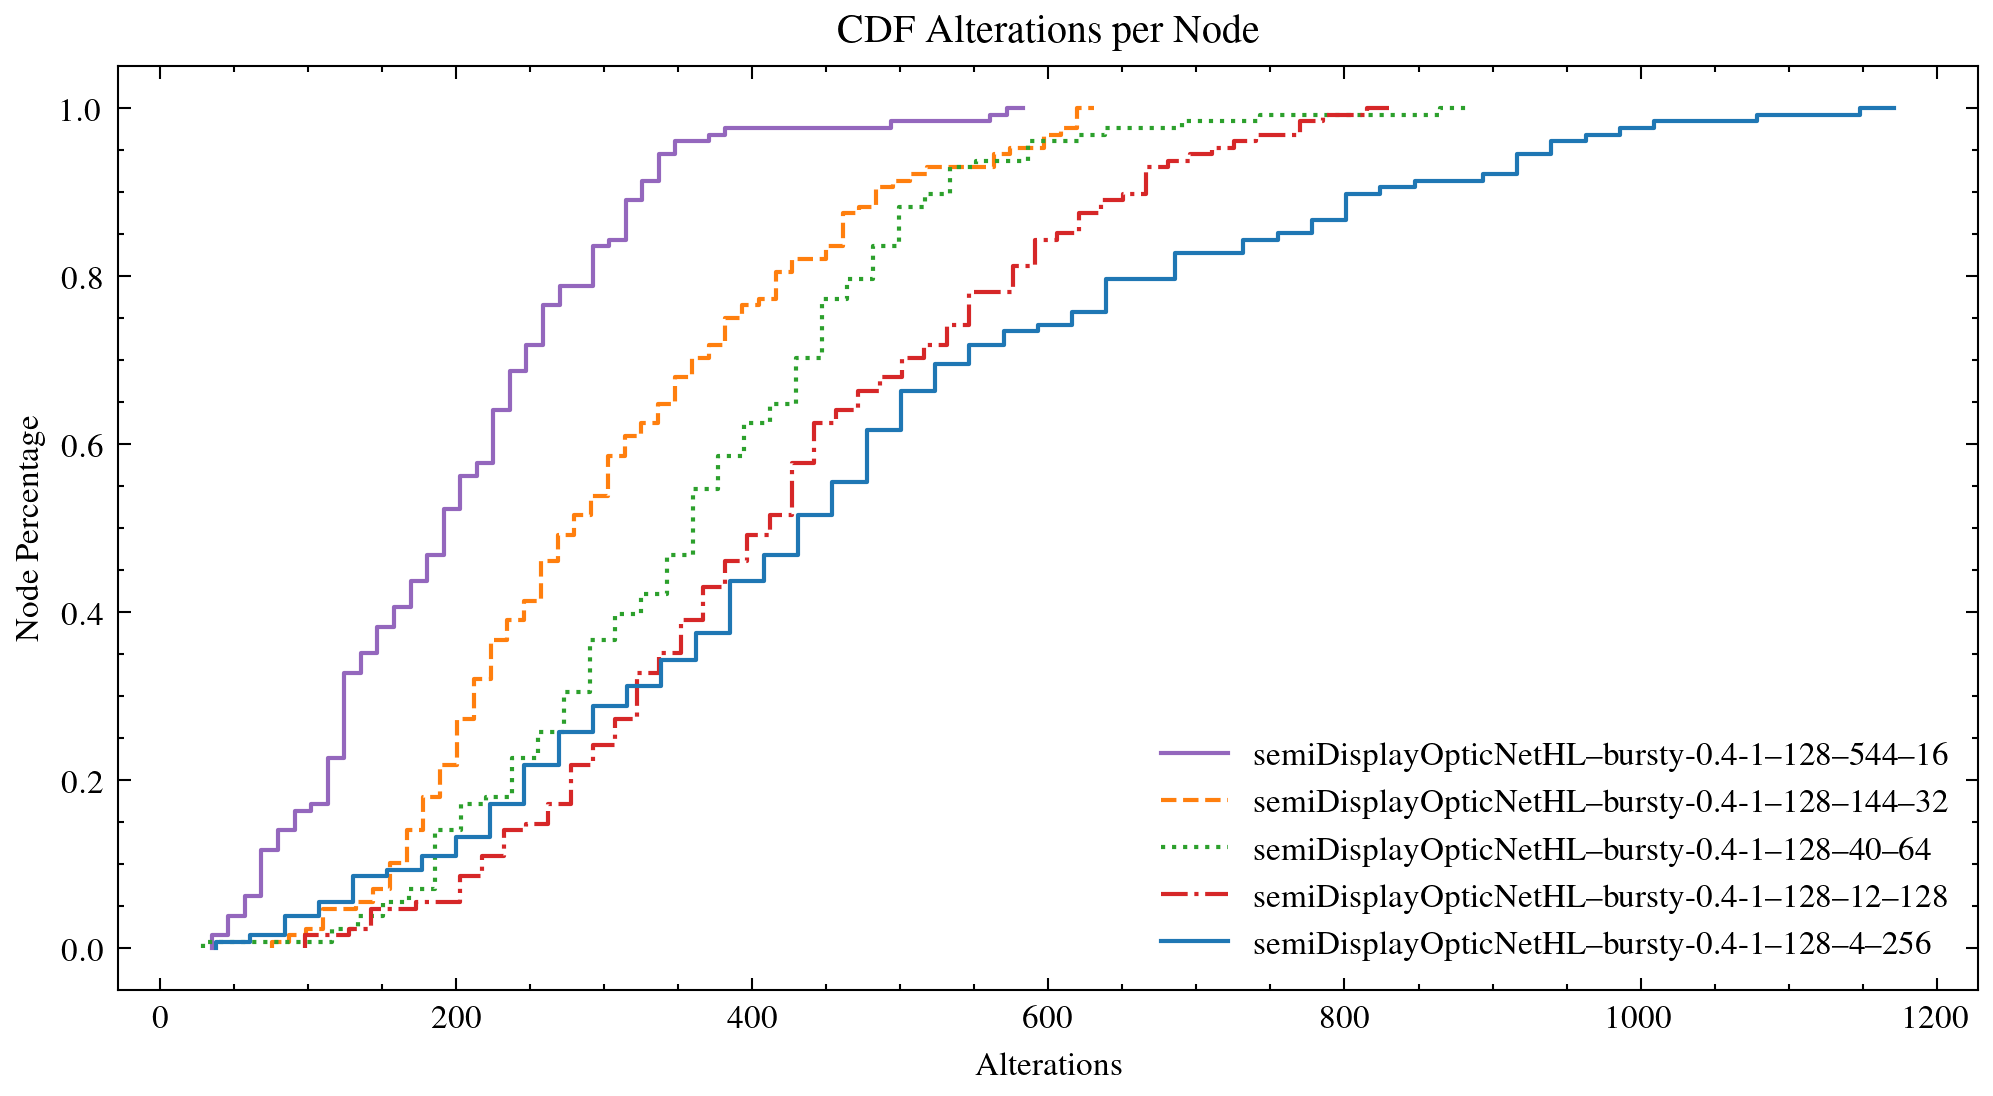 CDF Alterations per Node
1.0
0.8
0.6
0.4
0.2
0.0
Node Percentage
semiDisplayOpticNetHL–bursty-0.4-1–128–544–16
semiDisplayOpticNetHL–bursty-0.4-1–128–144–32
semiDisplayOpticNetHL–bursty-0.4-1–128–40–64
semiDisplayOpticNetHL–bursty-0.4-1–128–12–128
semiDisplayOpticNetHL–bursty-0.4-1–128–4–256
0 200 400 600 800 1000 1200
Alterations